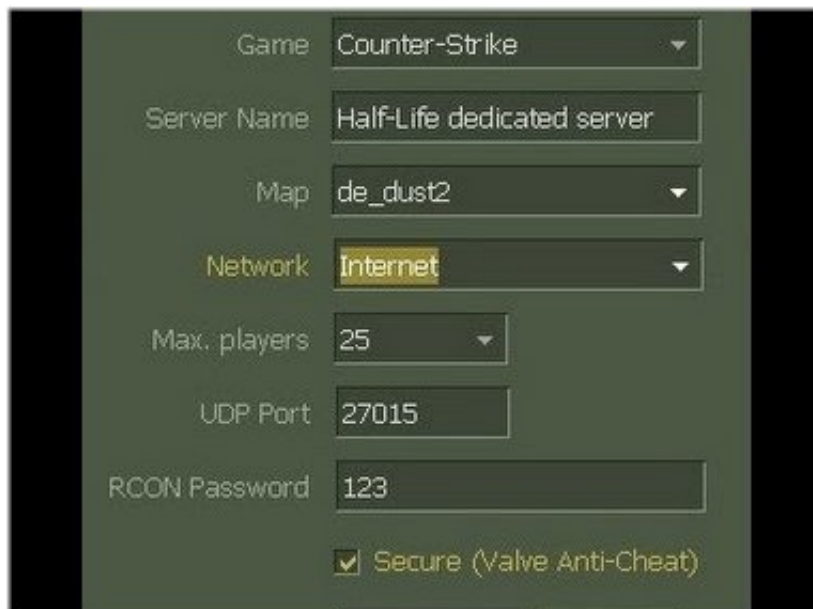 Game Counter-Strike
Server Name Half-Life dedicated server
Map de_dust2
Network Internet
Max. players 25
UDP Port 27015
RCON Password 123
Secure (Valve Anti-Cheat)